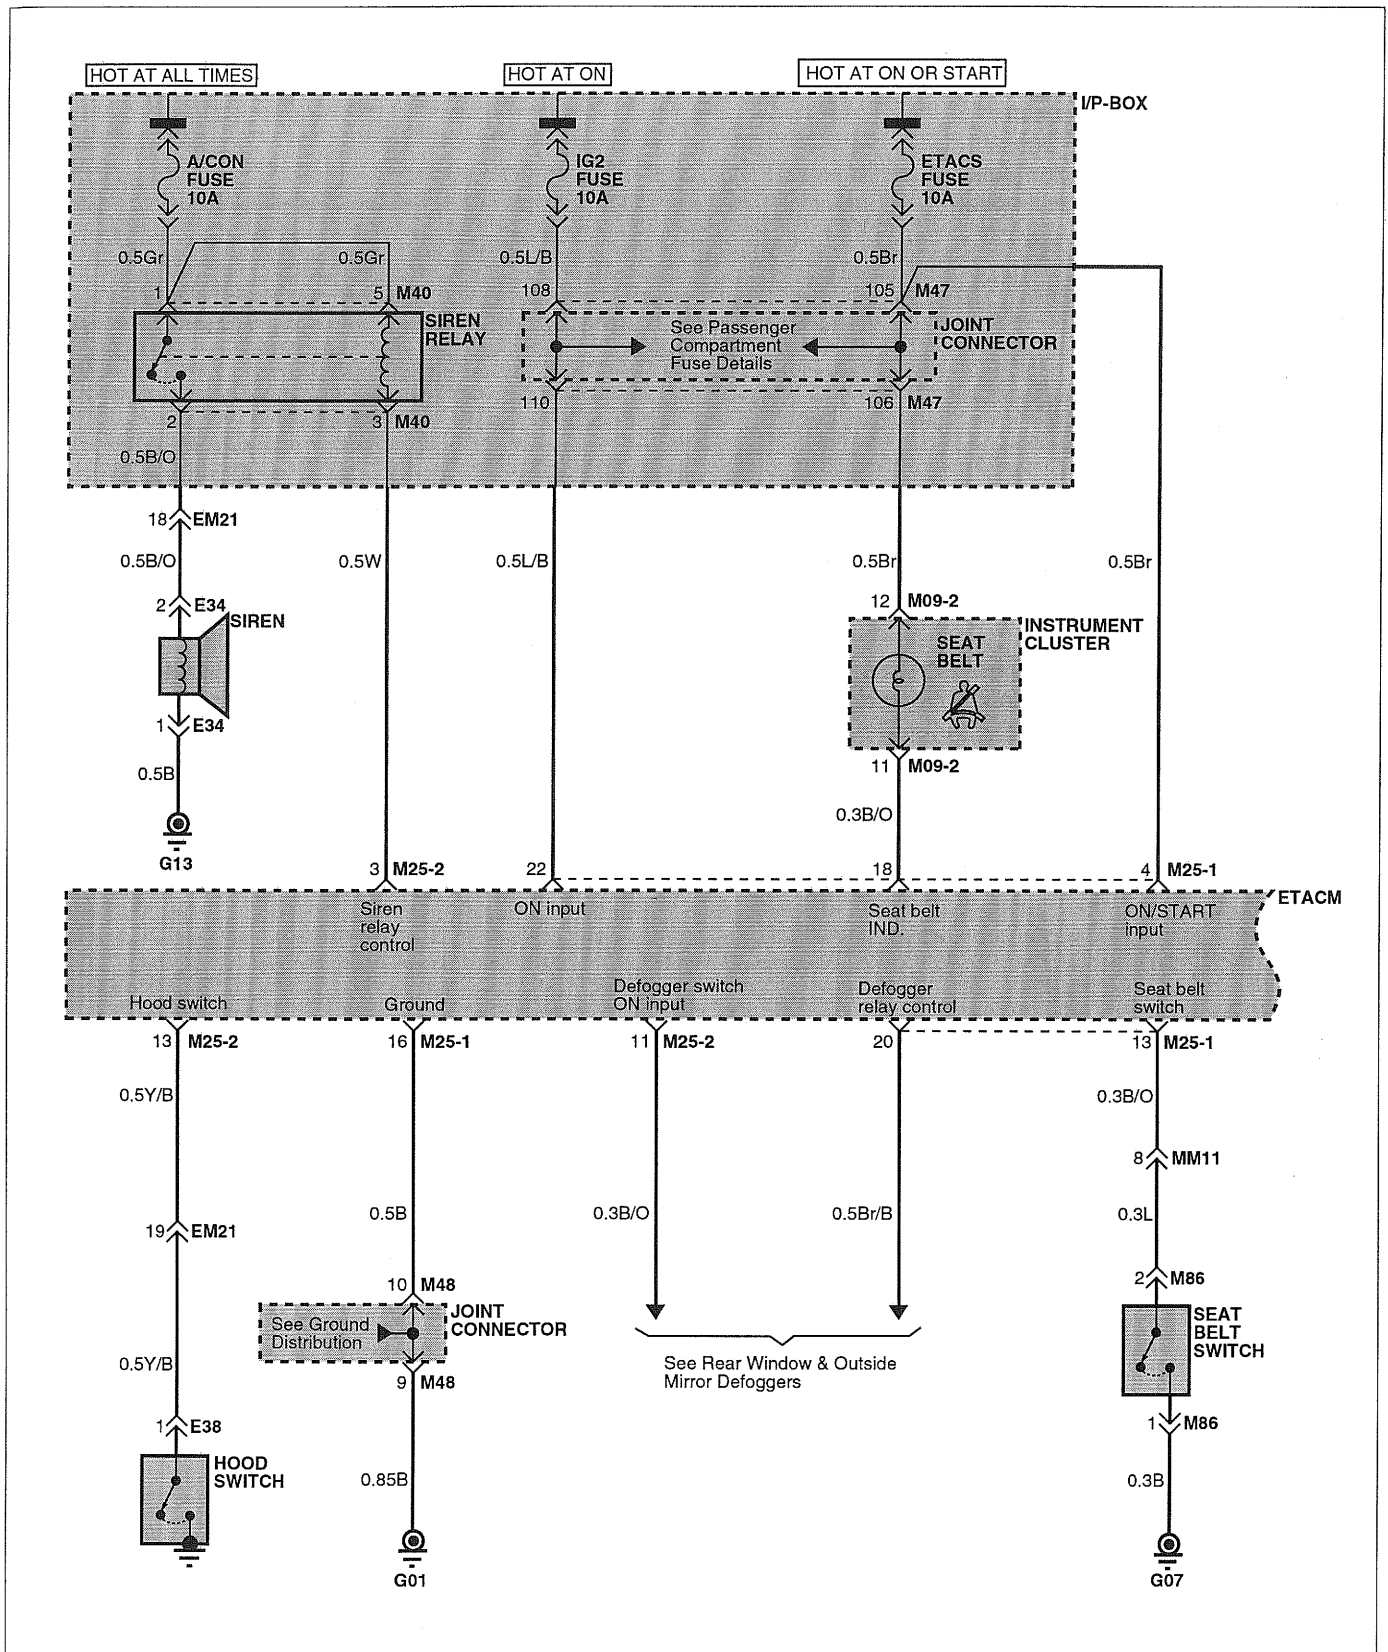 HOT AT ALL TIMES
HOT AT ON
HOT AT ON OR START
I/P-BOX
A/CON
FUSE
10A
IG2
FUSE
10A
ETACS
FUSE
10A
0.5Gr
0.5Gr
0.5L/B
0.5Br
1
5
M40
108
105
M47
SIREN
RELAY
See Passenger
Compartment
Fuse Details
JOINT
CONNECTOR
2
3
M40
110
106
M47
0.5B/O
18
EM21
0.5B/O
0.5W
0.5L/B
0.5Br
0.5Br
2
E34
SIREN
12
M09-2
INSTRUMENT
CLUSTER
SEAT
BELT
1
E34
11
M09-2
0.5B
0.3B/O
G13
3
M25-2
22
18
4
M25-1
ETACM
Siren
relay
control
ON input
Seat belt
IND.
ON/START
input
Hood switch
Ground
Defogger switch
ON input
Defogger
relay control
Seat belt
switch
13
M25-2
16
M25-1
11
M25-2
20
13
M25-1
0.5Y/B
0.3B/O
8
MM11
0.5B
0.3B/O
0.5Br/B
0.3L
19
EM21
10
M48
2
M86
See Ground
Distribution
JOINT
CONNECTOR
SEAT
BELT
SWITCH
0.5Y/B
9
M48
See Rear Window & Outside
Mirror Defoggers
1
E38
1
M86
HOOD
SWITCH
0.85B
0.3B
G01
G07